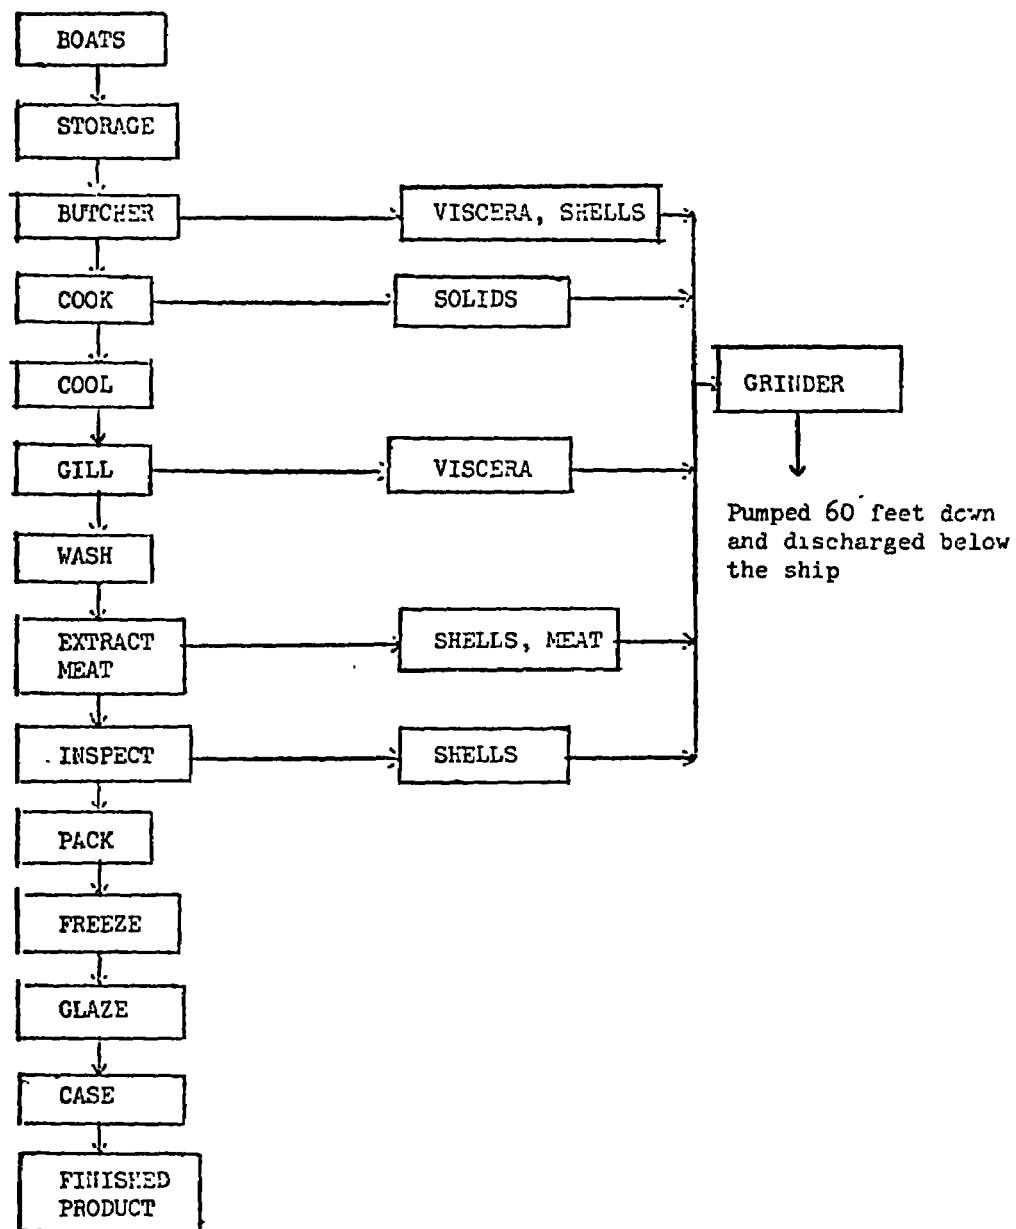 BOATS
STORAGE
BUTCHER
VISCERA, SHELLS
COOK
SOLIDS
COOL
GRINDER
GILL
VISCERA
Pumped 60 feet down
and discharged below
the ship
WASH
EXTRACT
MEAT
SHELLS, MEAT
INSPECT
SHELLS
PACK
FREEZE
GLAZE
CASE
FINISHED
PRODUCT